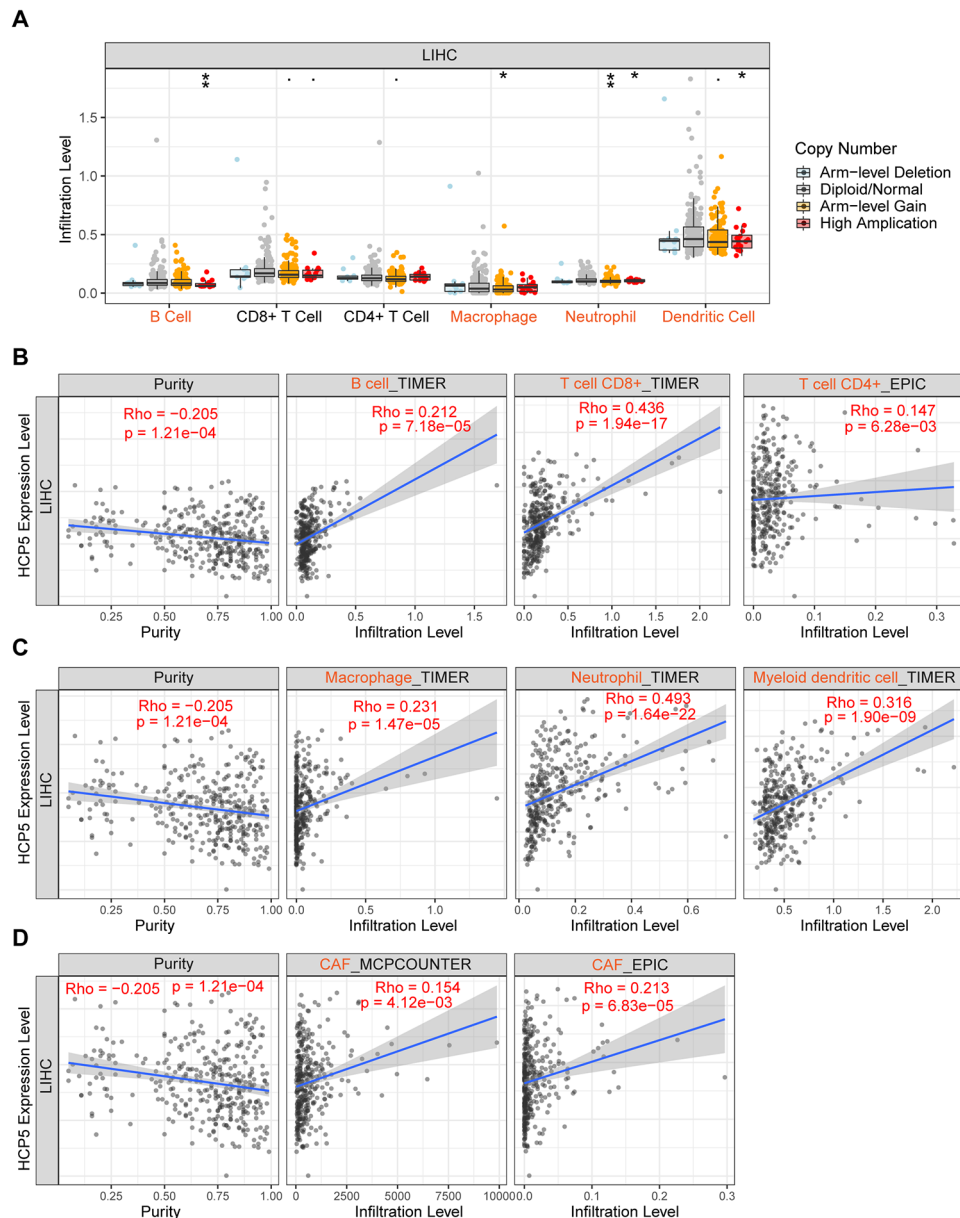 A
LIHC
** . . . * ** * . *
Infiltration Level
1.5
1.0
0.5
0.0
B Cell CD8+ T Cell CD4+ T Cell Macrophage Neutrophil Dendritic Cell
Copy Number
Arm-level Deletion
Diploid/Normal
Arm-level Gain
High Amplication
B
Purity B cell_TIMER T cell CD8+_TIMER T cell CD4+_EPIC
HCP5 Expression Level
LIHC
Rho = −0.205
p = 1.21e−04
Rho = 0.212
p = 7.18e−05
Rho = 0.436
p = 1.94e−17
Rho = 0.147
p = 6.28e−03
0.25 0.50 0.75 1.00 0.0 0.5 1.0 1.5 0.0 0.5 1.0 1.5 2.0 0.0 0.1 0.2 0.3
Purity Infiltration Level Infiltration Level Infiltration Level
C
Purity Macrophage_TIMER Neutrophil_TIMER Myeloid dendritic cell_TIMER
HCP5 Expression Level
LIHC
Rho = −0.205
p = 1.21e−04
Rho = 0.231
p = 1.47e−05
Rho = 0.493
p = 1.64e−22
Rho = 0.316
p = 1.90e−09
0.25 0.50 0.75 1.00 0.0 0.5 1.0 0.0 0.2 0.4 0.6 0.5 1.0 1.5 2.0
Purity Infiltration Level Infiltration Level Infiltration Level
D
Purity CAF_MCPCOUNTER CAF_EPIC
HCP5 Expression Level
LIHC
Rho = −0.205 p = 1.21e−04
Rho = 0.154
p = 4.12e−03
Rho = 0.213
p = 6.83e−05
0.25 0.50 0.75 1.00 0 2500 5000 7500 10000 0.0 0.1 0.2 0.3
Purity Infiltration Level Infiltration Level